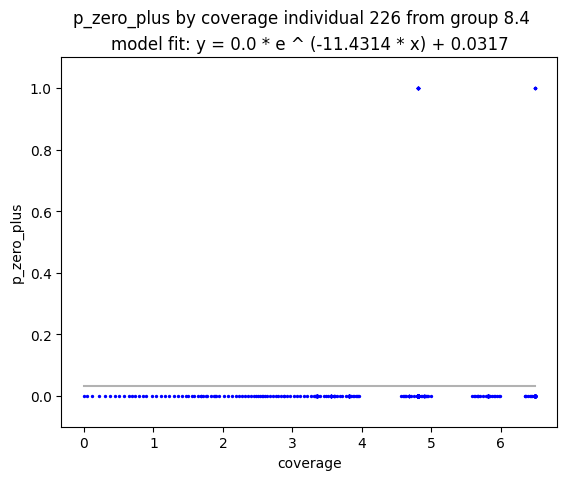 p_zero_plus by coverage individual 226 from group 8.4
model fit: y = 0.0 * e ^ (-11.4314 * x) + 0.0317
1.0
0.8
0.6
0.4
0.2
0.0
p_zero_plus
0 1 2 3 4 5 6
coverage